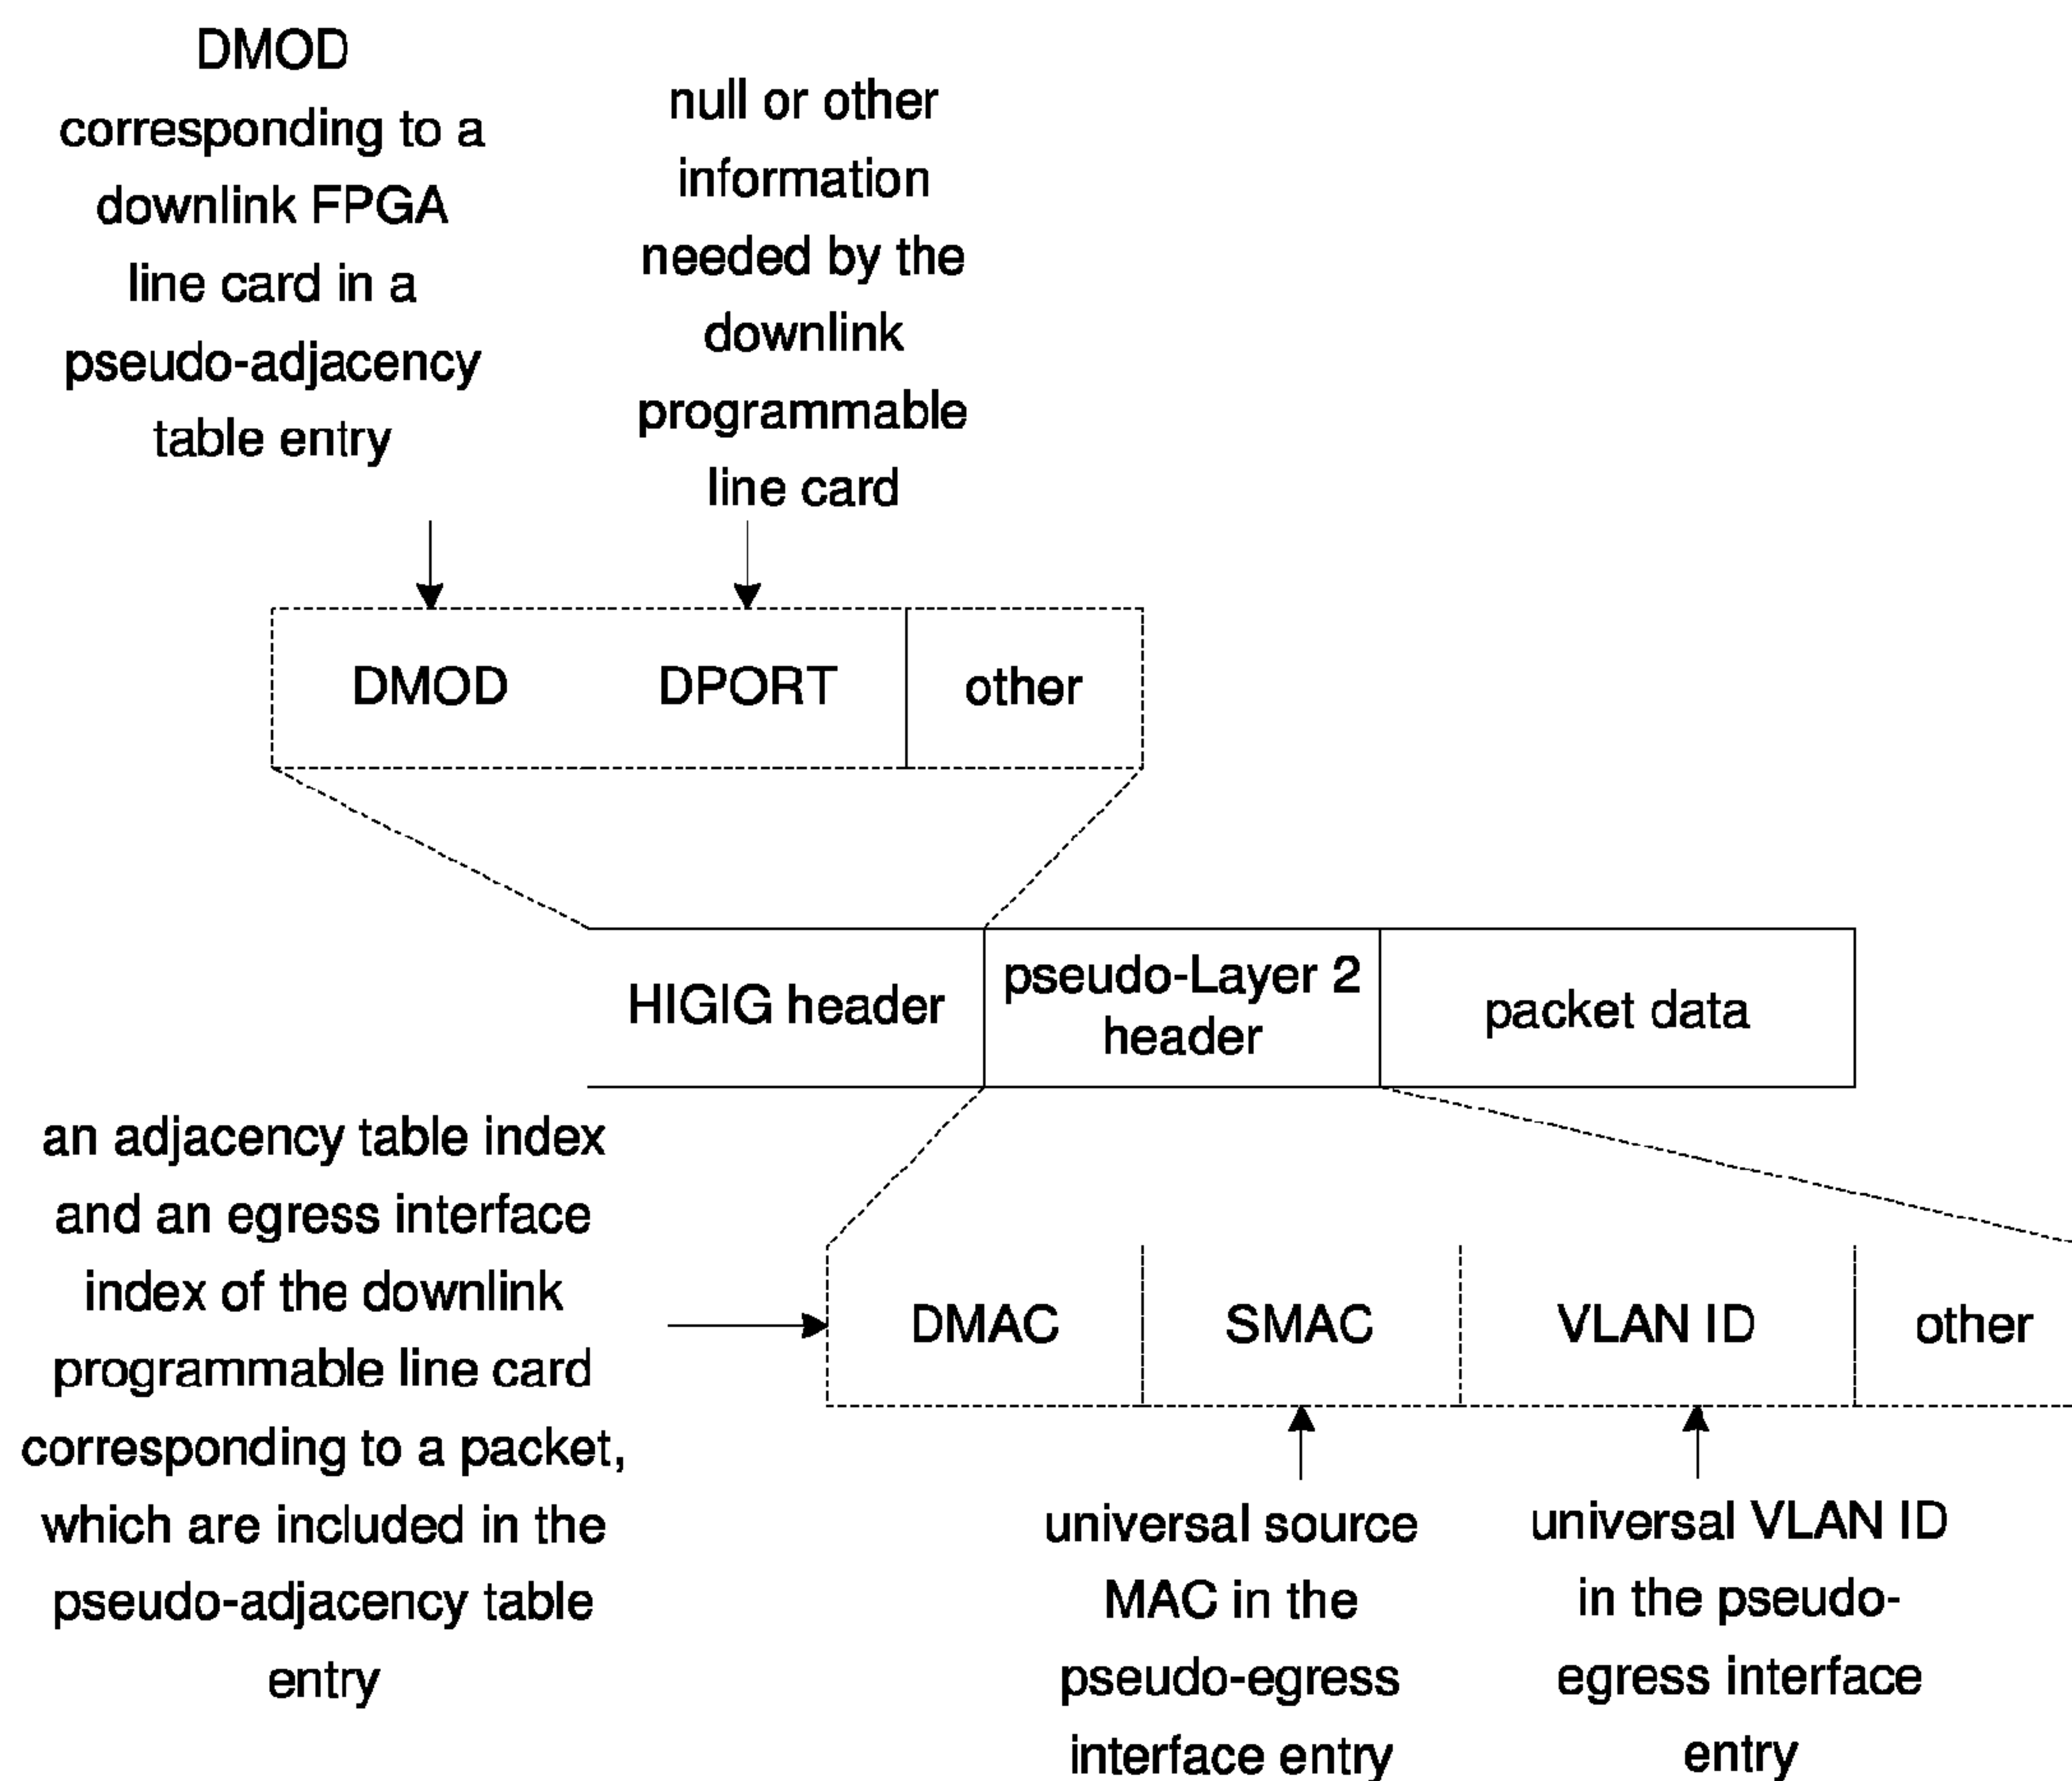 DMOD
corresponding to a
downlink FPGA
line card in a
pseudo-adjacency
table entry
null or other
information
needed by the
downlink
programmable
line card
DMOD
DPORT
other
HIGIG header
pseudo-Layer 2
header
packet data
an adjacency table index
and an egress interface
index of the downlink
programmable line card
corresponding to a packet,
which are included in the
pseudo-adjacency table
entry
DMAC
SMAC
VLAN ID
other
universal source
MAC in the
pseudo-egress
interface entry
universal VLAN ID
in the pseudo-
egress interface
entry